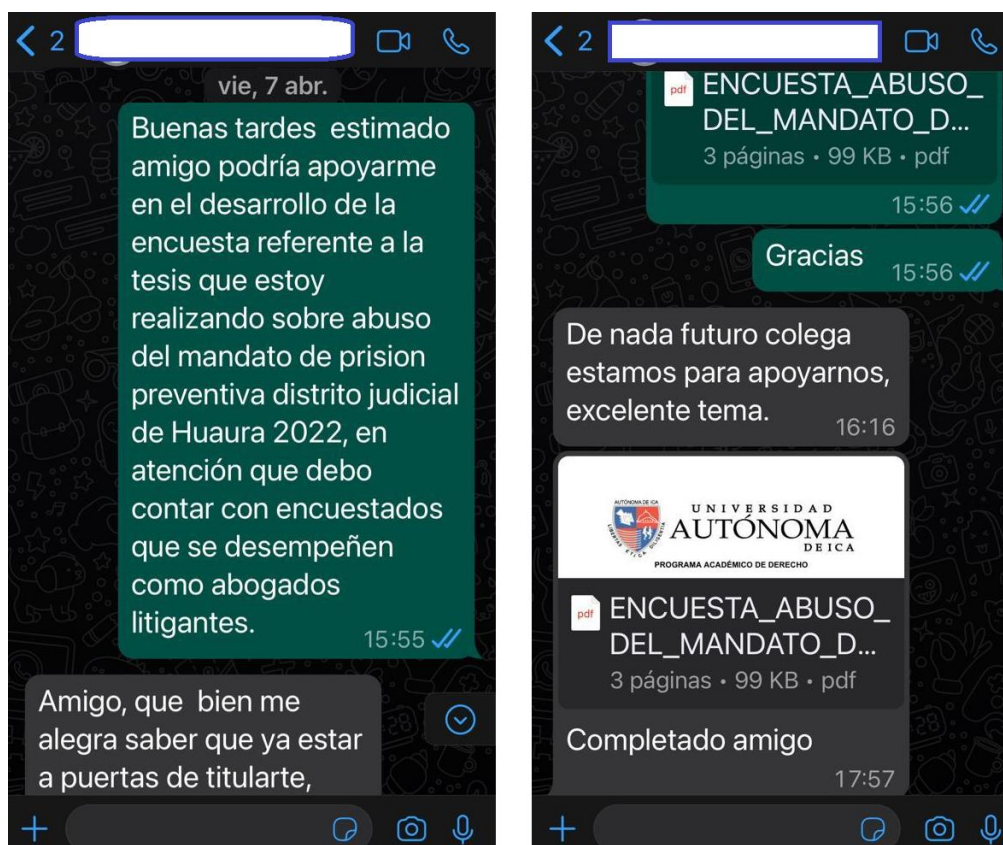 2
vie, 7 abr.
Buenas tardes estimado
amigo podría apoyarme
en el desarrollo de la
encuesta referente a la
tesis que estoy
realizando sobre abuso
del mandato de prision
preventiva distrito judicial
de Huaura 2022, en
atención que debo
contar con encuestados
que se desempeñen
como abogados
litigantes.
15:55
Amigo, que bien me
alegra saber que ya estar
a puertas de titularte,
2
pdf
ENCUESTA_ABUSO_
DEL_MANDATO_D...
3 páginas • 99 KB • pdf
15:56
Gracias
15:56
De nada futuro colega
estamos para apoyarnos,
excelente tema.
16:16
AUTÓNOMA DE ICA
UNIVERSIDAD
AUTÓNOMA
DE ICA
PROGRAMA ACADÉMICO DE DERECHO
pdf
ENCUESTA_ABUSO_
DEL_MANDATO_D...
3 páginas • 99 KB • pdf
Completado amigo
17:57